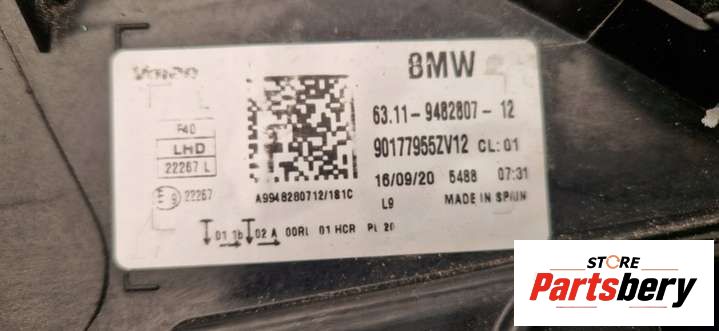 Valeo
BMW
63.11-9482807-12
F40
LHD
22267 L
90177955ZV12 CL:01
22267
A9948280712/181C
16/09/20 5488 07:31
L9 MADE IN SPAIN
01 1b 02 A 00RL 01 HCR PL 20
STORE
Partsbery